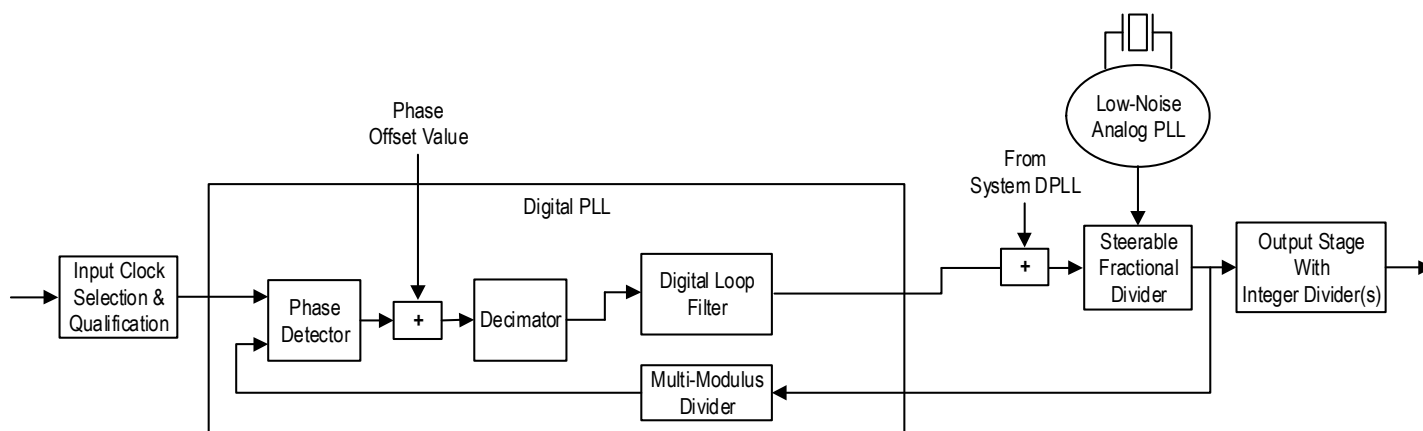 Low-Noise
Analog PLL
Phase
Offset Value
From
System DPLL
Digital PLL
Input Clock
Selection &
Qualification
Phase
Detector
+
Decimator
Digital Loop
Filter
+
Steerable
Fractional
Divider
Output Stage
With
Integer Divider(s)
Multi-Modulus
Divider